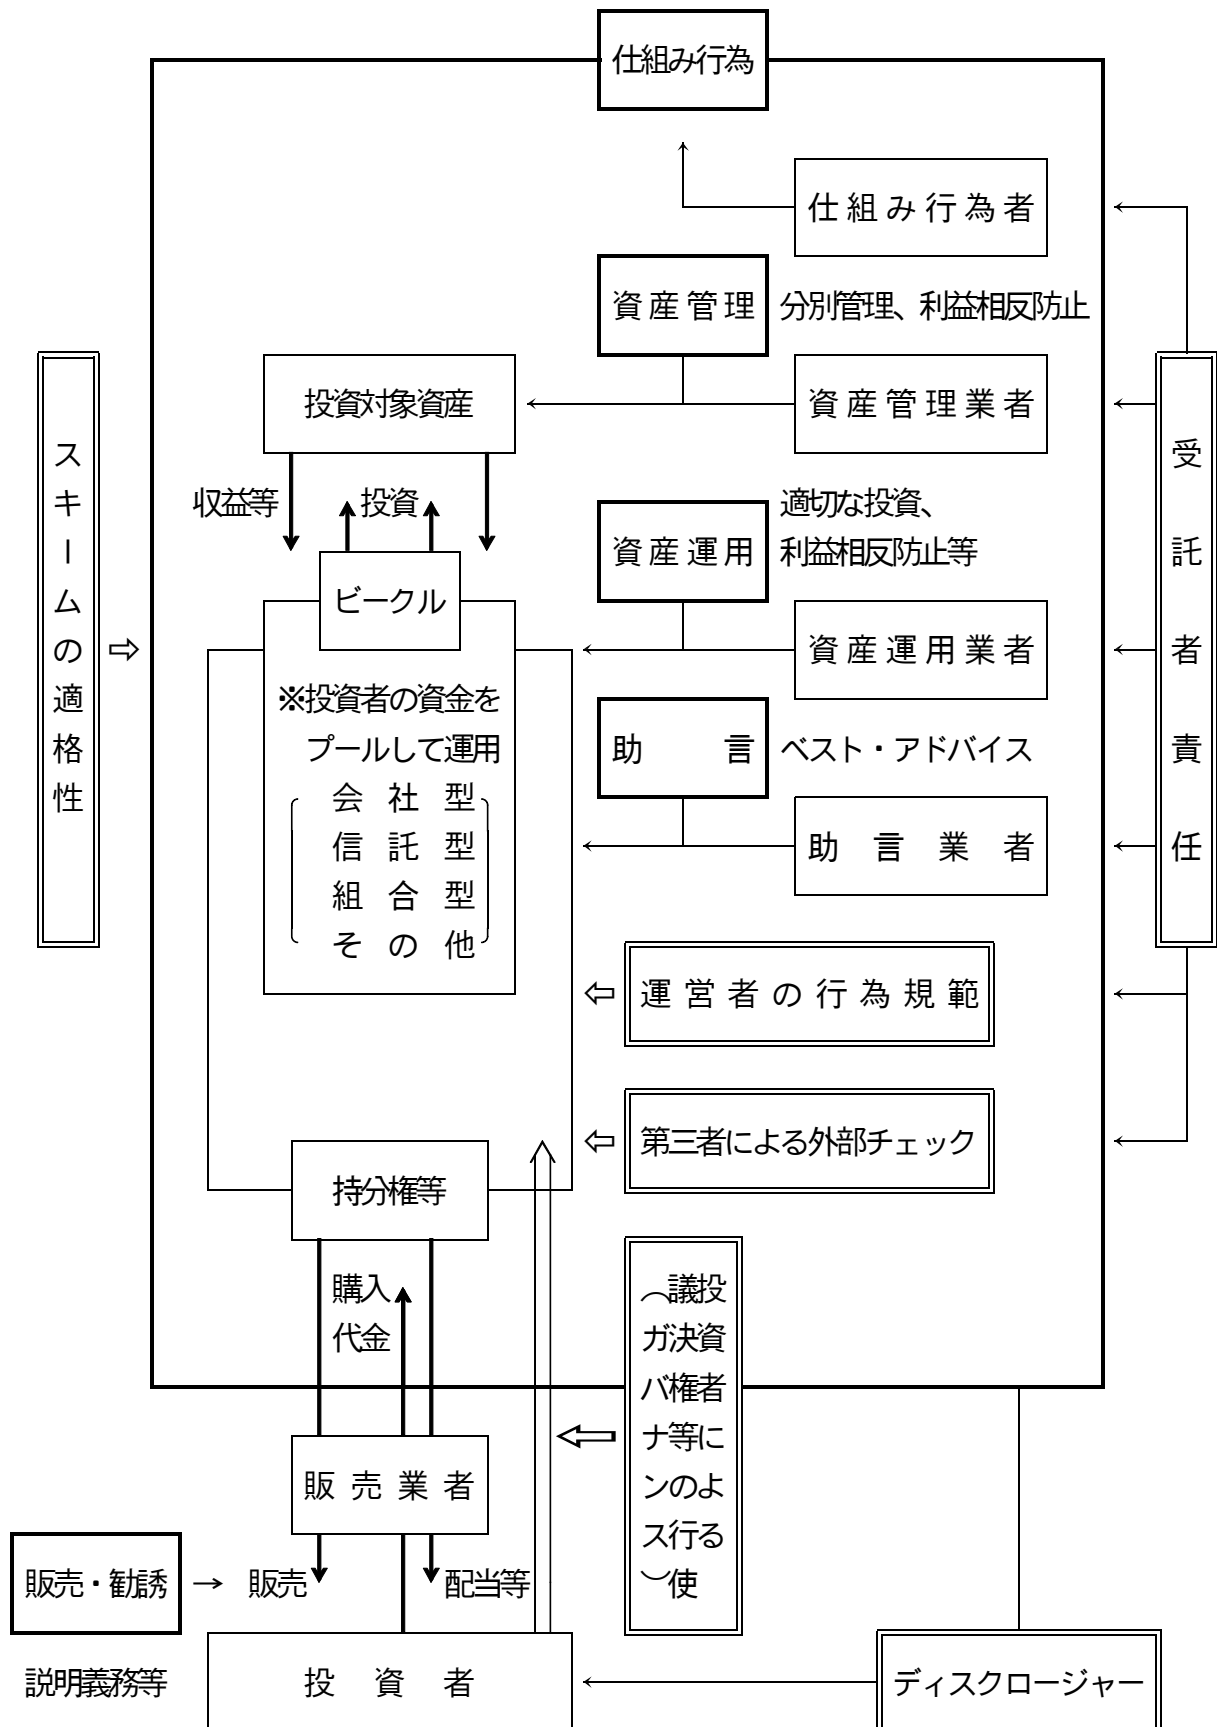 仕組み行為
仕組み行為者
資産管理
分別管理、利益相反防止
投資対象資産
資産管理業者
スキームの適格性
受託者責任
収益等
投資
資産運用
適切な投資、
利益相反防止等
ビークル
資産運用業者
※投資者の資金を
プールして運用
会社型
信託型
組合型
その他
助言
ベスト・アドバイス
助言業者
運営者の行為規範
第三者による外部チェック
持分権等
購入
代金
投資者による
議決権等の行使
（ガバナンス）
販売業者
販売・勧誘
→
販売
配当等
説明義務等
投資者
ディスクロージャー